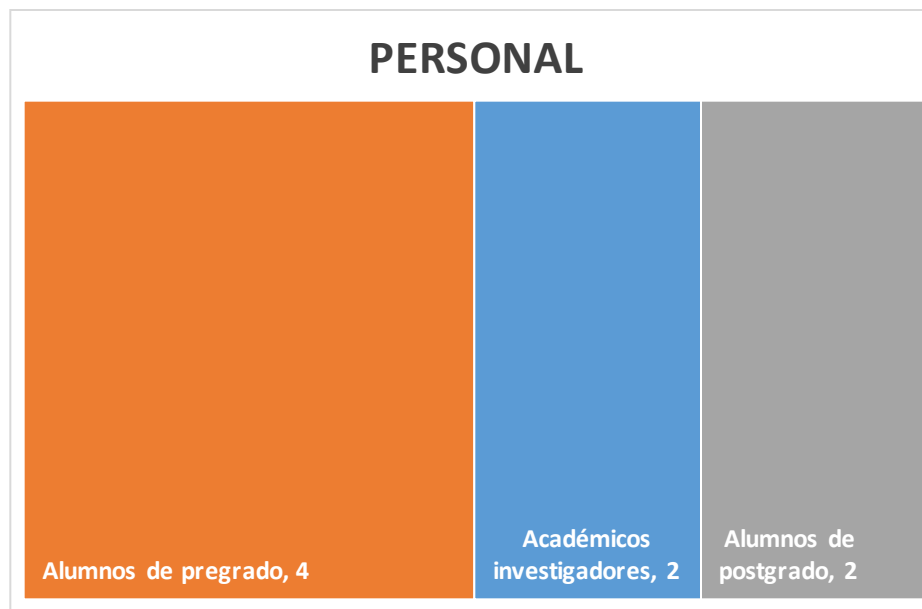 PERSONAL
Alumnos de pregrado, 4
Académicos
investigadores, 2
Alumnos de
postgrado, 2